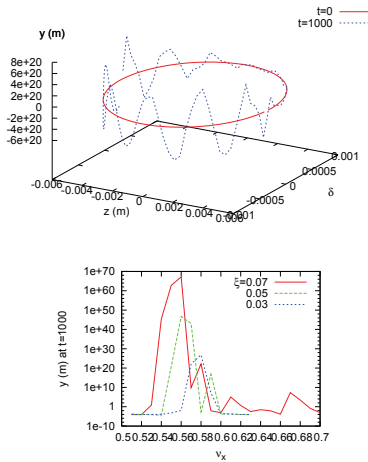 t=0
t=1000
y (m)
8e+20
6e+20
4e+20
2e+20
0
-2e+20
-4e+20
-6e+20
-0.006
-0.004
-0.002
0
0.002
0.004
0.006
z (m)
-0.001
-0.0005
0
0.0005
0.001
δ
1e+70
1e+60
1e+50
1e+40
1e+30
1e+20
1e+10
1
1e-10
y (m) at t=1000
ξ=0.07
0.05
0.03
0.5 0.52 0.54 0.56 0.58 0.6 0.62 0.64 0.66 0.68 0.7
νx